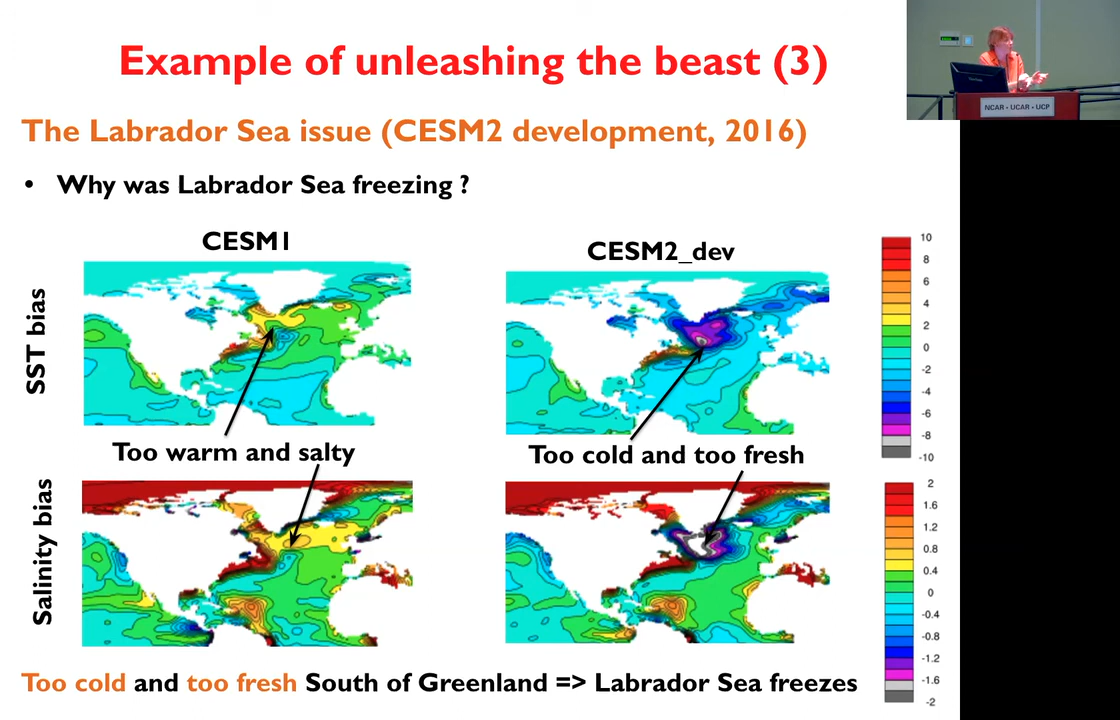 Example of unleashing the beast (3)
NCAR • UCAR • UCP
The Labrador Sea issue (CESM2 development, 2016)
• Why was Labrador Sea freezing ?
CESM1
CESM2_dev
SST bias
10
8
6
4
2
0
-2
-4
-6
-8
-10
Too warm and salty
Too cold and too fresh
Salinity bias
2
1.6
1.2
0.8
0.4
0
-0.4
-0.8
-1.2
-1.6
-2
Too cold and too fresh South of Greenland => Labrador Sea freezes